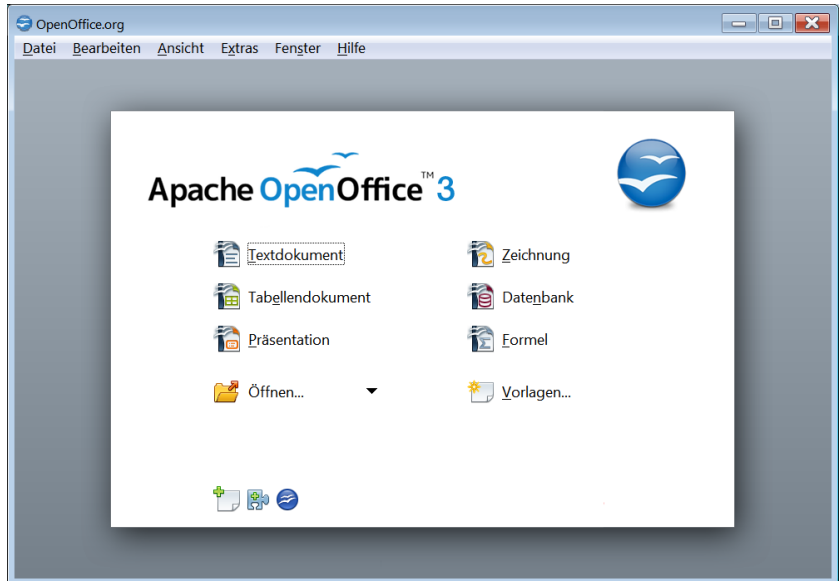 OpenOffice.org
Datei Bearbeiten Ansicht Extras Fenster Hilfe
Apache OpenOffice™ 3
Textdokument Zeichnung
Tabellendokument Datenbank
Präsentation Formel
Öffnen... Vorlagen...